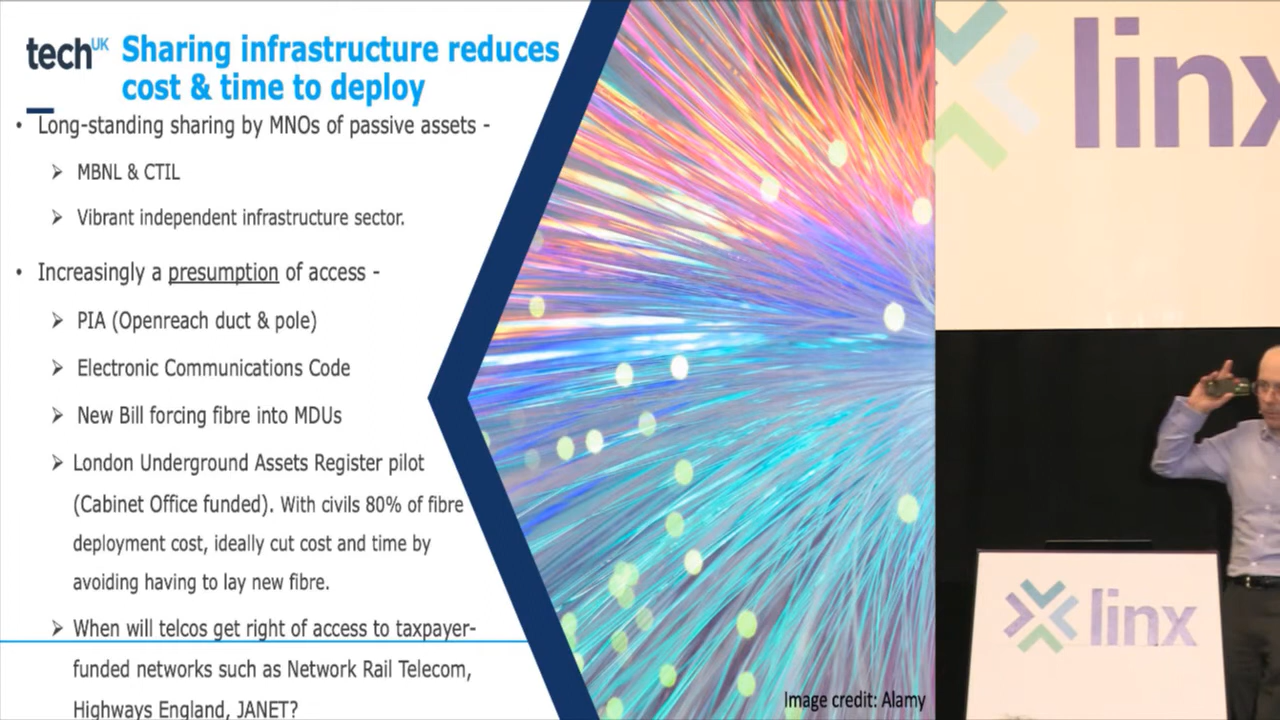 tech UK
Sharing infrastructure reduces
cost & time to deploy
• Long-standing sharing by MNOs of passive assets -
➢ MBNL & CTIL
➢ Vibrant independent infrastructure sector.
• Increasingly a presumption of access -
➢ PIA (Openreach duct & pole)
➢ Electronic Communications Code
➢ New Bill forcing fibre into MDUs
➢ London Underground Assets Register pilot
(Cabinet Office funded). With civils 80% of fibre
deployment cost, ideally cut cost and time by
avoiding having to lay new fibre.
➢ When will telcos get right of access to taxpayer-
funded networks such as Network Rail Telecom,
Highways England, JANET?
Image credit: Alamy
linx
linx